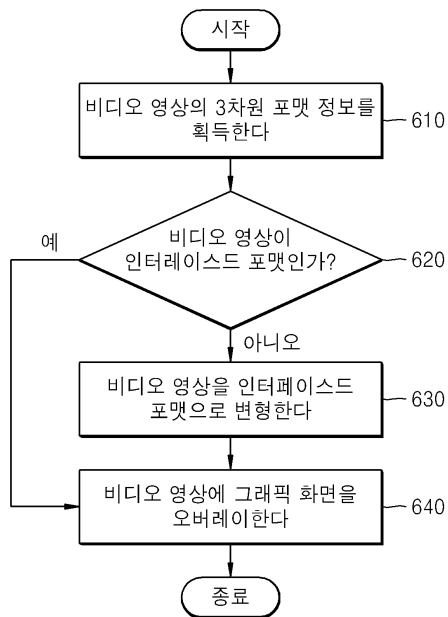 시작
비디오 영상의 3차원 포맷 정보를
획득한다
610
비디오 영상이
인터레이스드 포맷인가?
620
예
아니오
비디오 영상을 인터페이스드
포맷으로 변형한다
630
비디오 영상에 그래픽 화면을
오버레이한다
640
종료